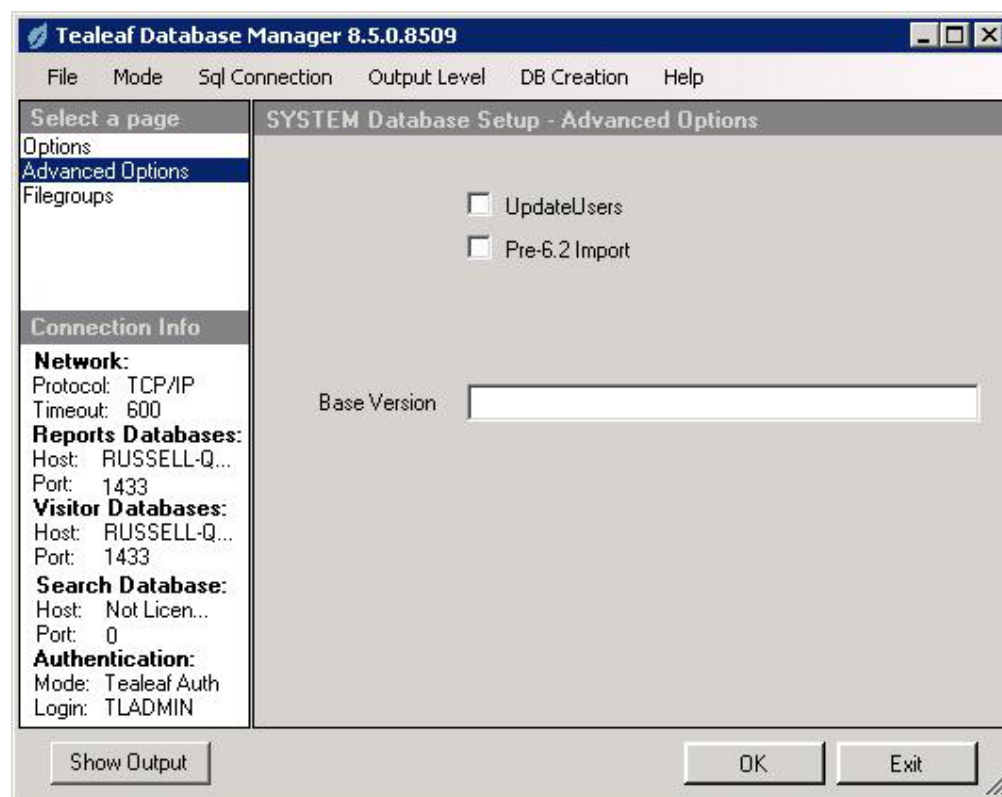 Tealeaf Database Manager 8.5.0.8509
File Mode Sql Connection Output Level DB Creation Help
Select a page
Options
Advanced Options
Filegroups
SYSTEM Database Setup - Advanced Options
UpdateUsers
Pre-6.2 Import
Base Version
Connection Info
Network:
Protocol: TCP/IP
Timeout: 600
Reports Databases:
Host: RUSSELL-Q...
Port: 1433
Visitor Databases:
Host: RUSSELL-Q...
Port: 1433
Search Database:
Host: Not Licen...
Port: 0
Authentication:
Mode: Tealeaf Auth
Login: TLADMIN
Show Output
OK
Exit